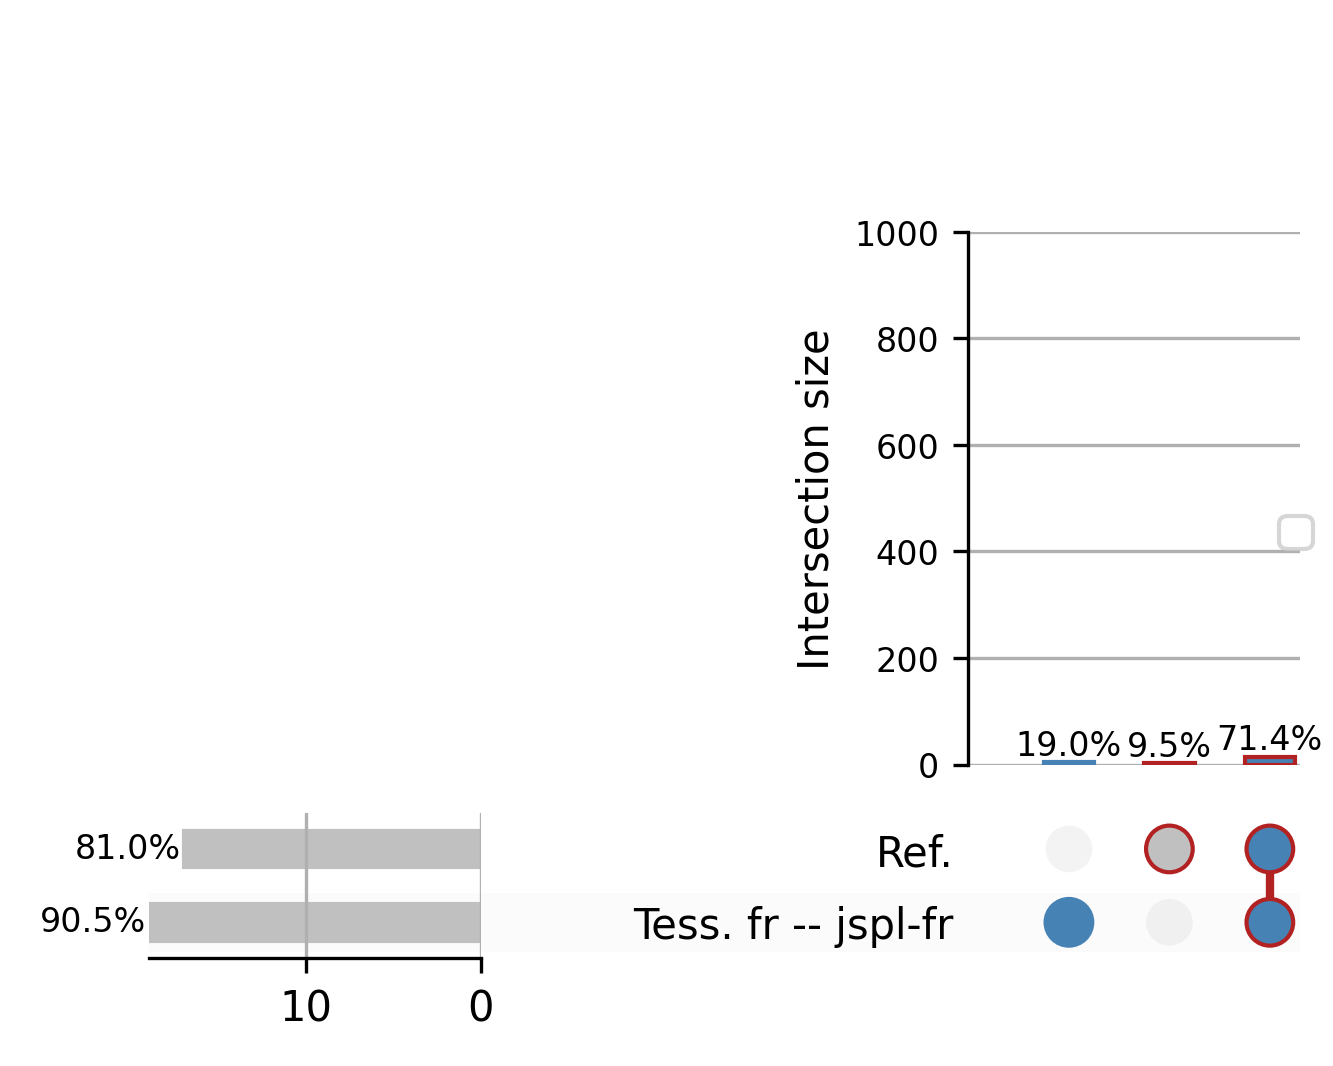 1000
800
600
400
200
0
Intersection size
19.0% 9.5% 71.4%
81.0%
90.5%
Ref.
Tess. fr -- jspl-fr
10 0